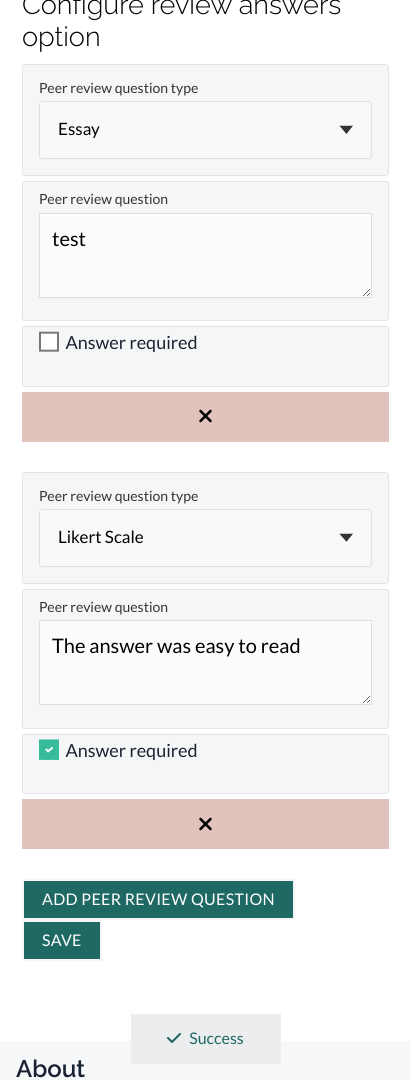 Configure review answers
option
Peer review question type
Essay
Peer review question
test
Answer required
Peer review question type
Likert Scale
Peer review question
The answer was easy to read
Answer required
ADD PEER REVIEW QUESTION
SAVE
Success
About